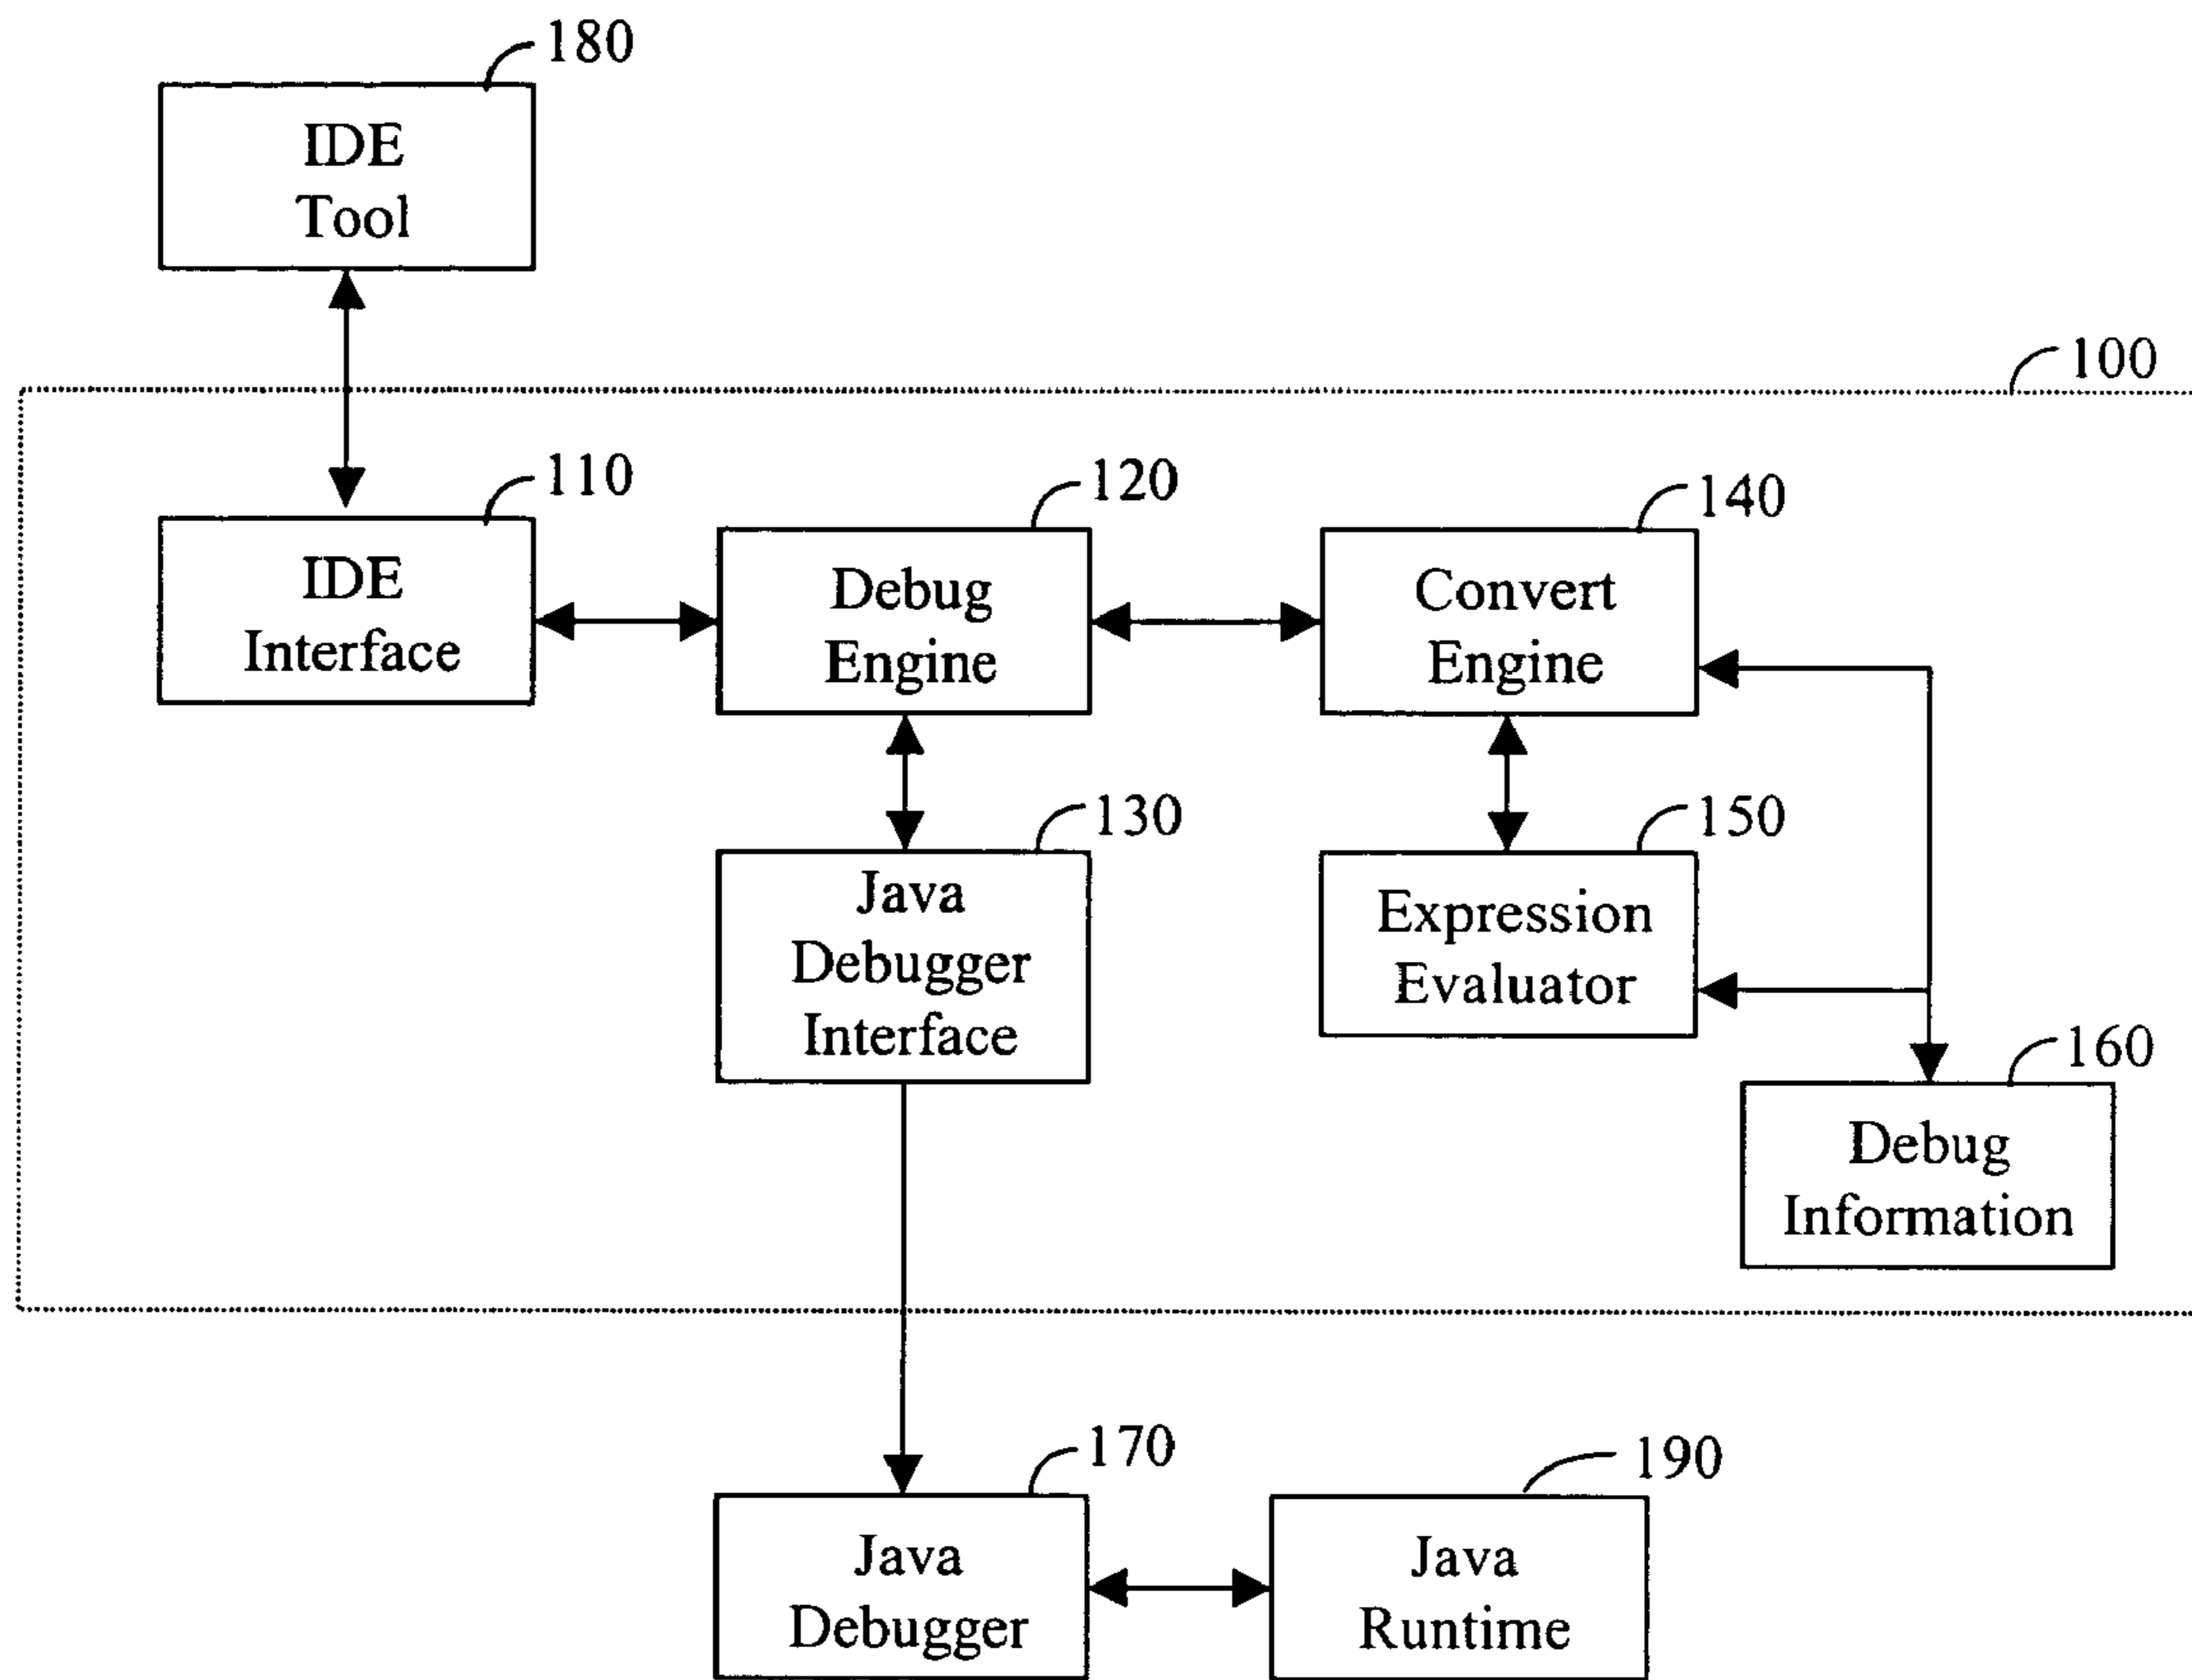 180
IDE
Tool
100
110
IDE
Interface
120
Debug
Engine
140
Convert
Engine
130
Java
Debugger
Interface
150
Expression
Evaluator
160
Debug
Information
170
Java
Debugger
190
Java
Runtime